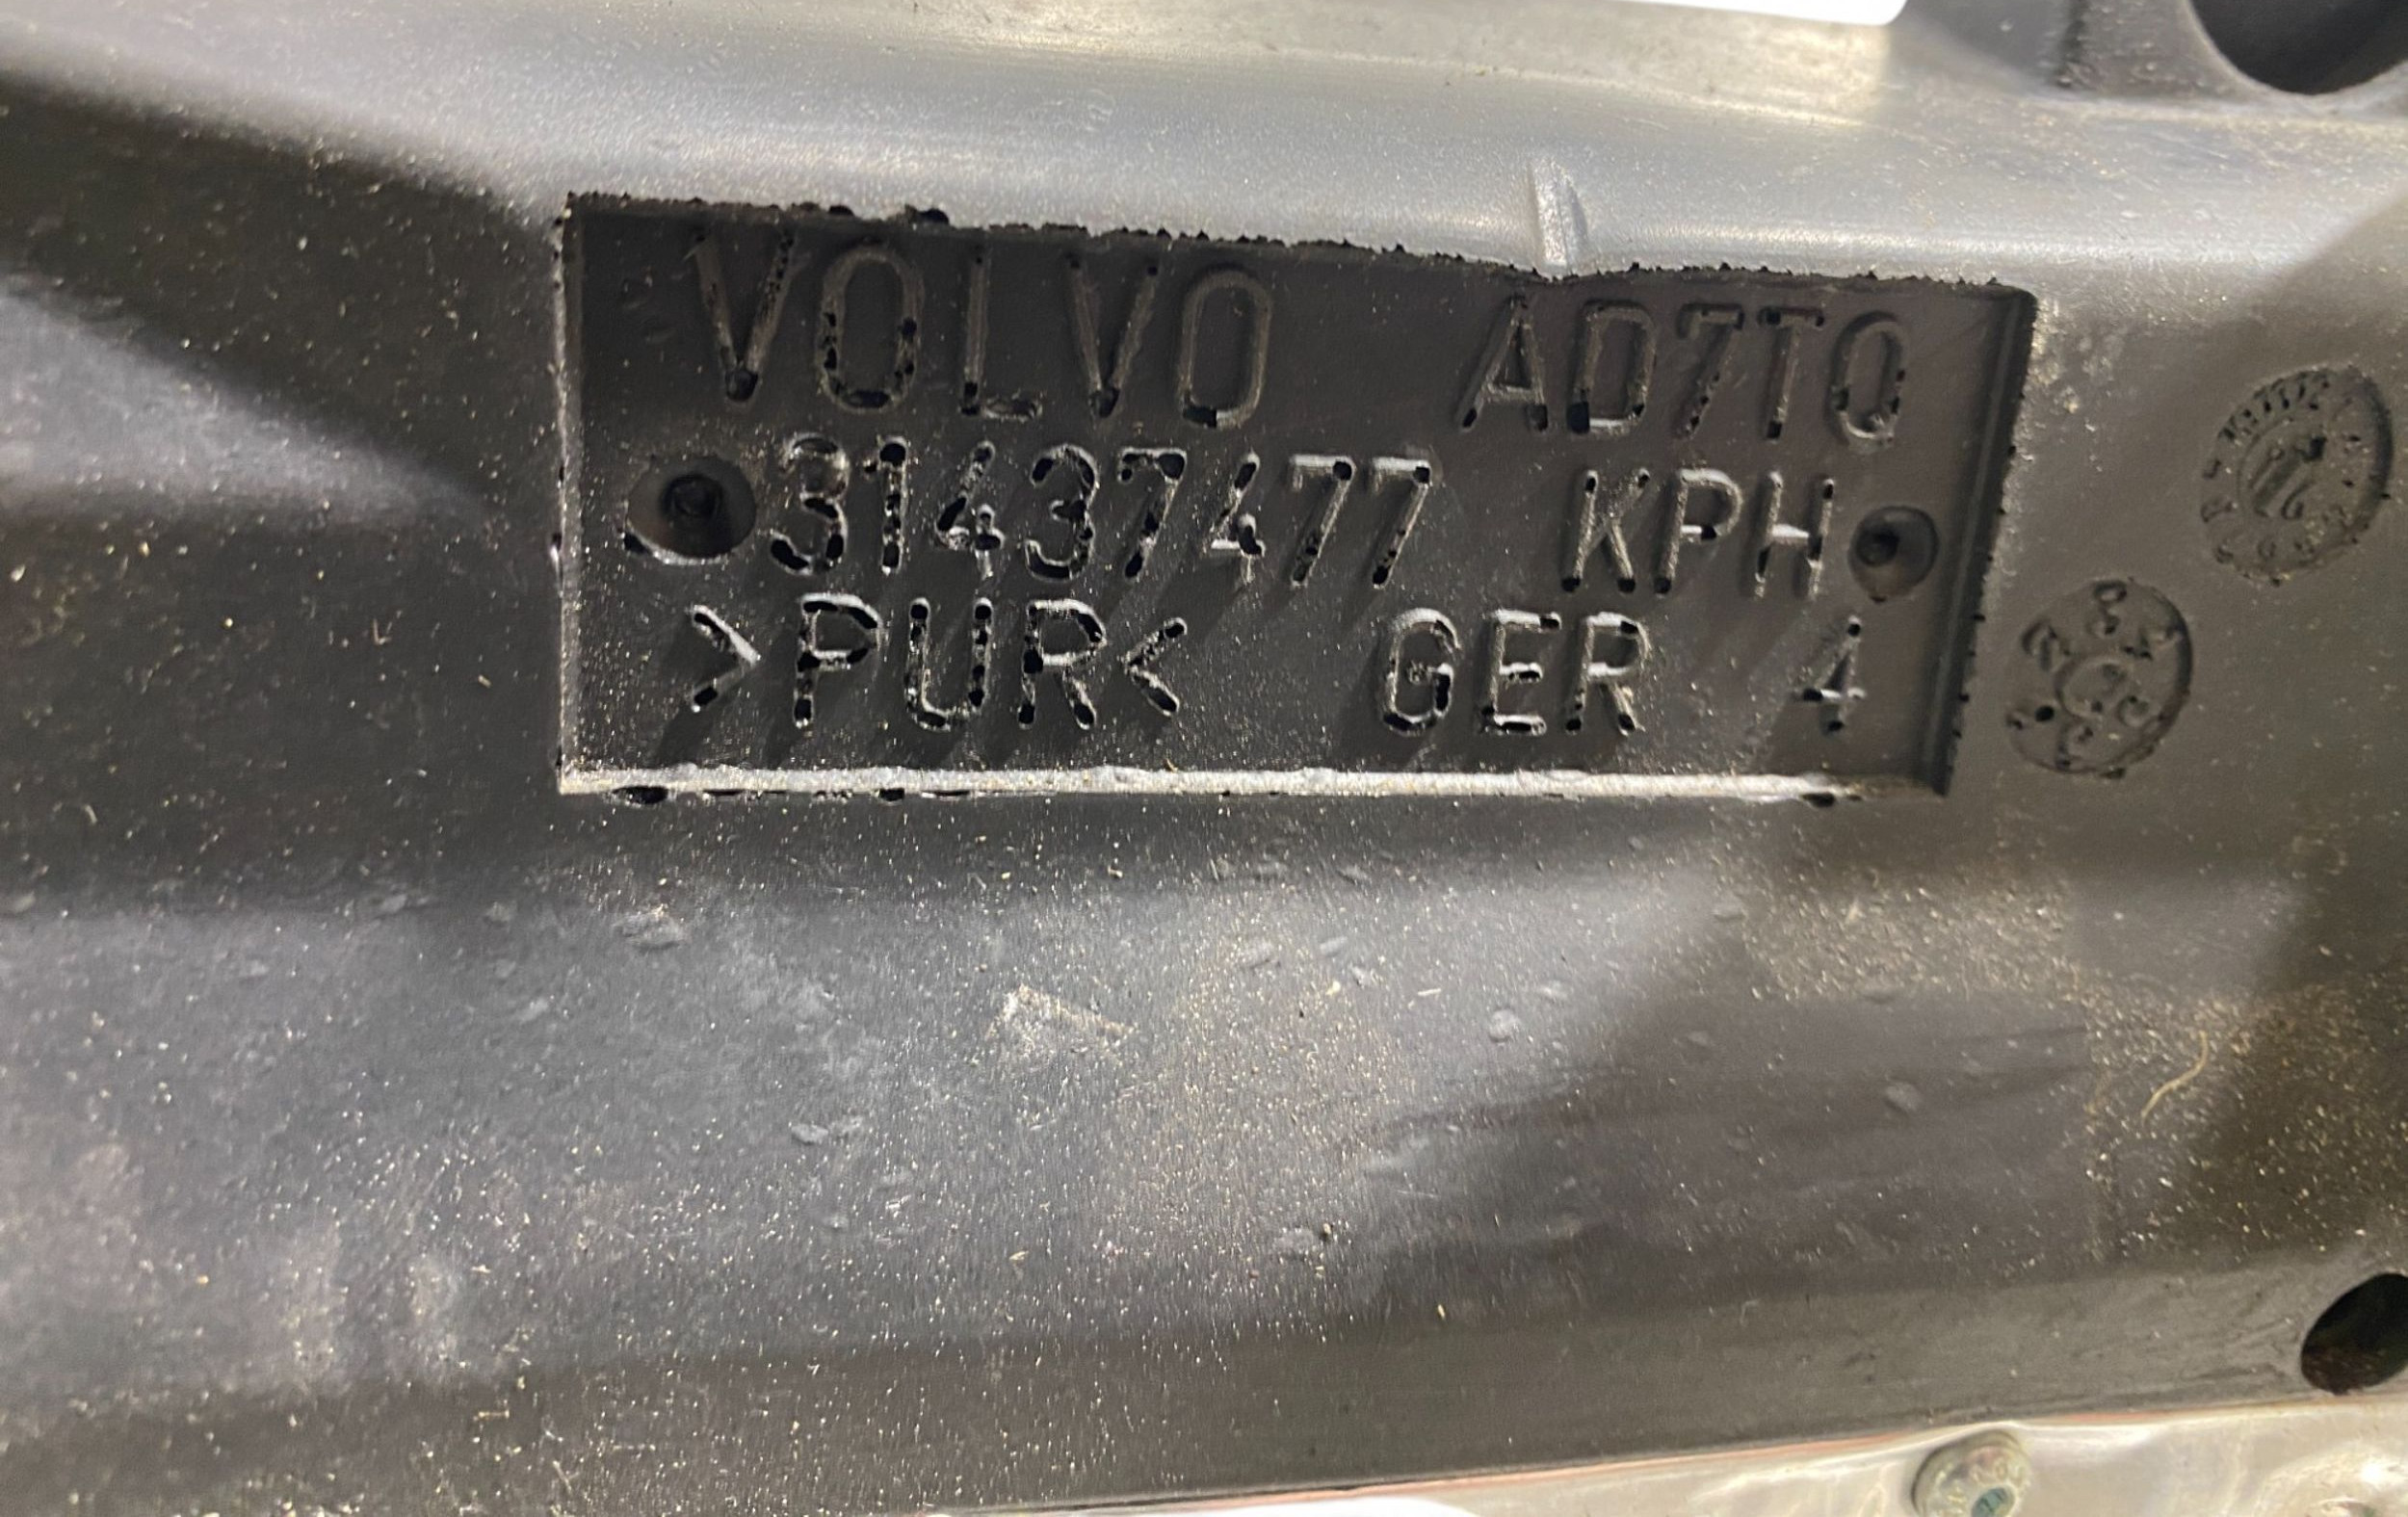 VOLVO AD7TQ
31437477 KPH
>PUR< GER 4